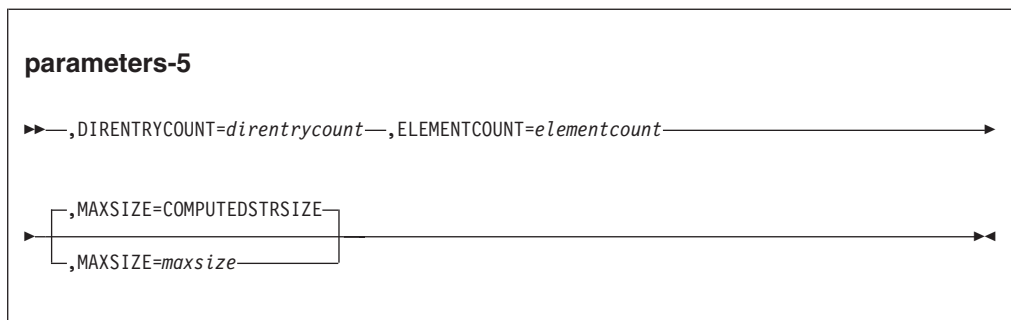 parameters-5
,DIRENTRYCOUNT=direntrycount ,ELEMENTCOUNT=elementcount
,MAXSIZE=COMPUTEDSTRSIZE
,MAXSIZE=maxsize